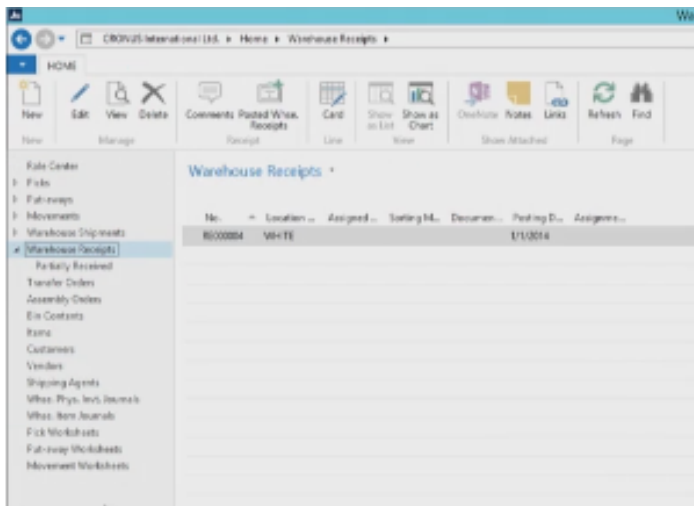 Wa
CRONUS International Ltd. Home Warehouse Receipts
HOME
New Edit View Delete Comments Posted Whse. Receipts Card Show as List Show as Chart OneNote Notes Links Refresh Find
New Manage Receipt Line View Show Attached Page
Role Center
Picks
Put-aways
Movements
Warehouse Shipments
Warehouse Receipts
Partially Received
Transfer Orders
Assembly Orders
Bin Contents
Items
Customers
Vendors
Shipping Agents
Whse. Phys. Invt. Journals
Whse. Item Journals
Pick Worksheets
Put-away Worksheets
Movement Worksheets
Warehouse Receipts
No. Location ... Assigned ... Sorting M... Documen... Posting D... Assignme...
RE000004 WHITE 1/1/2016